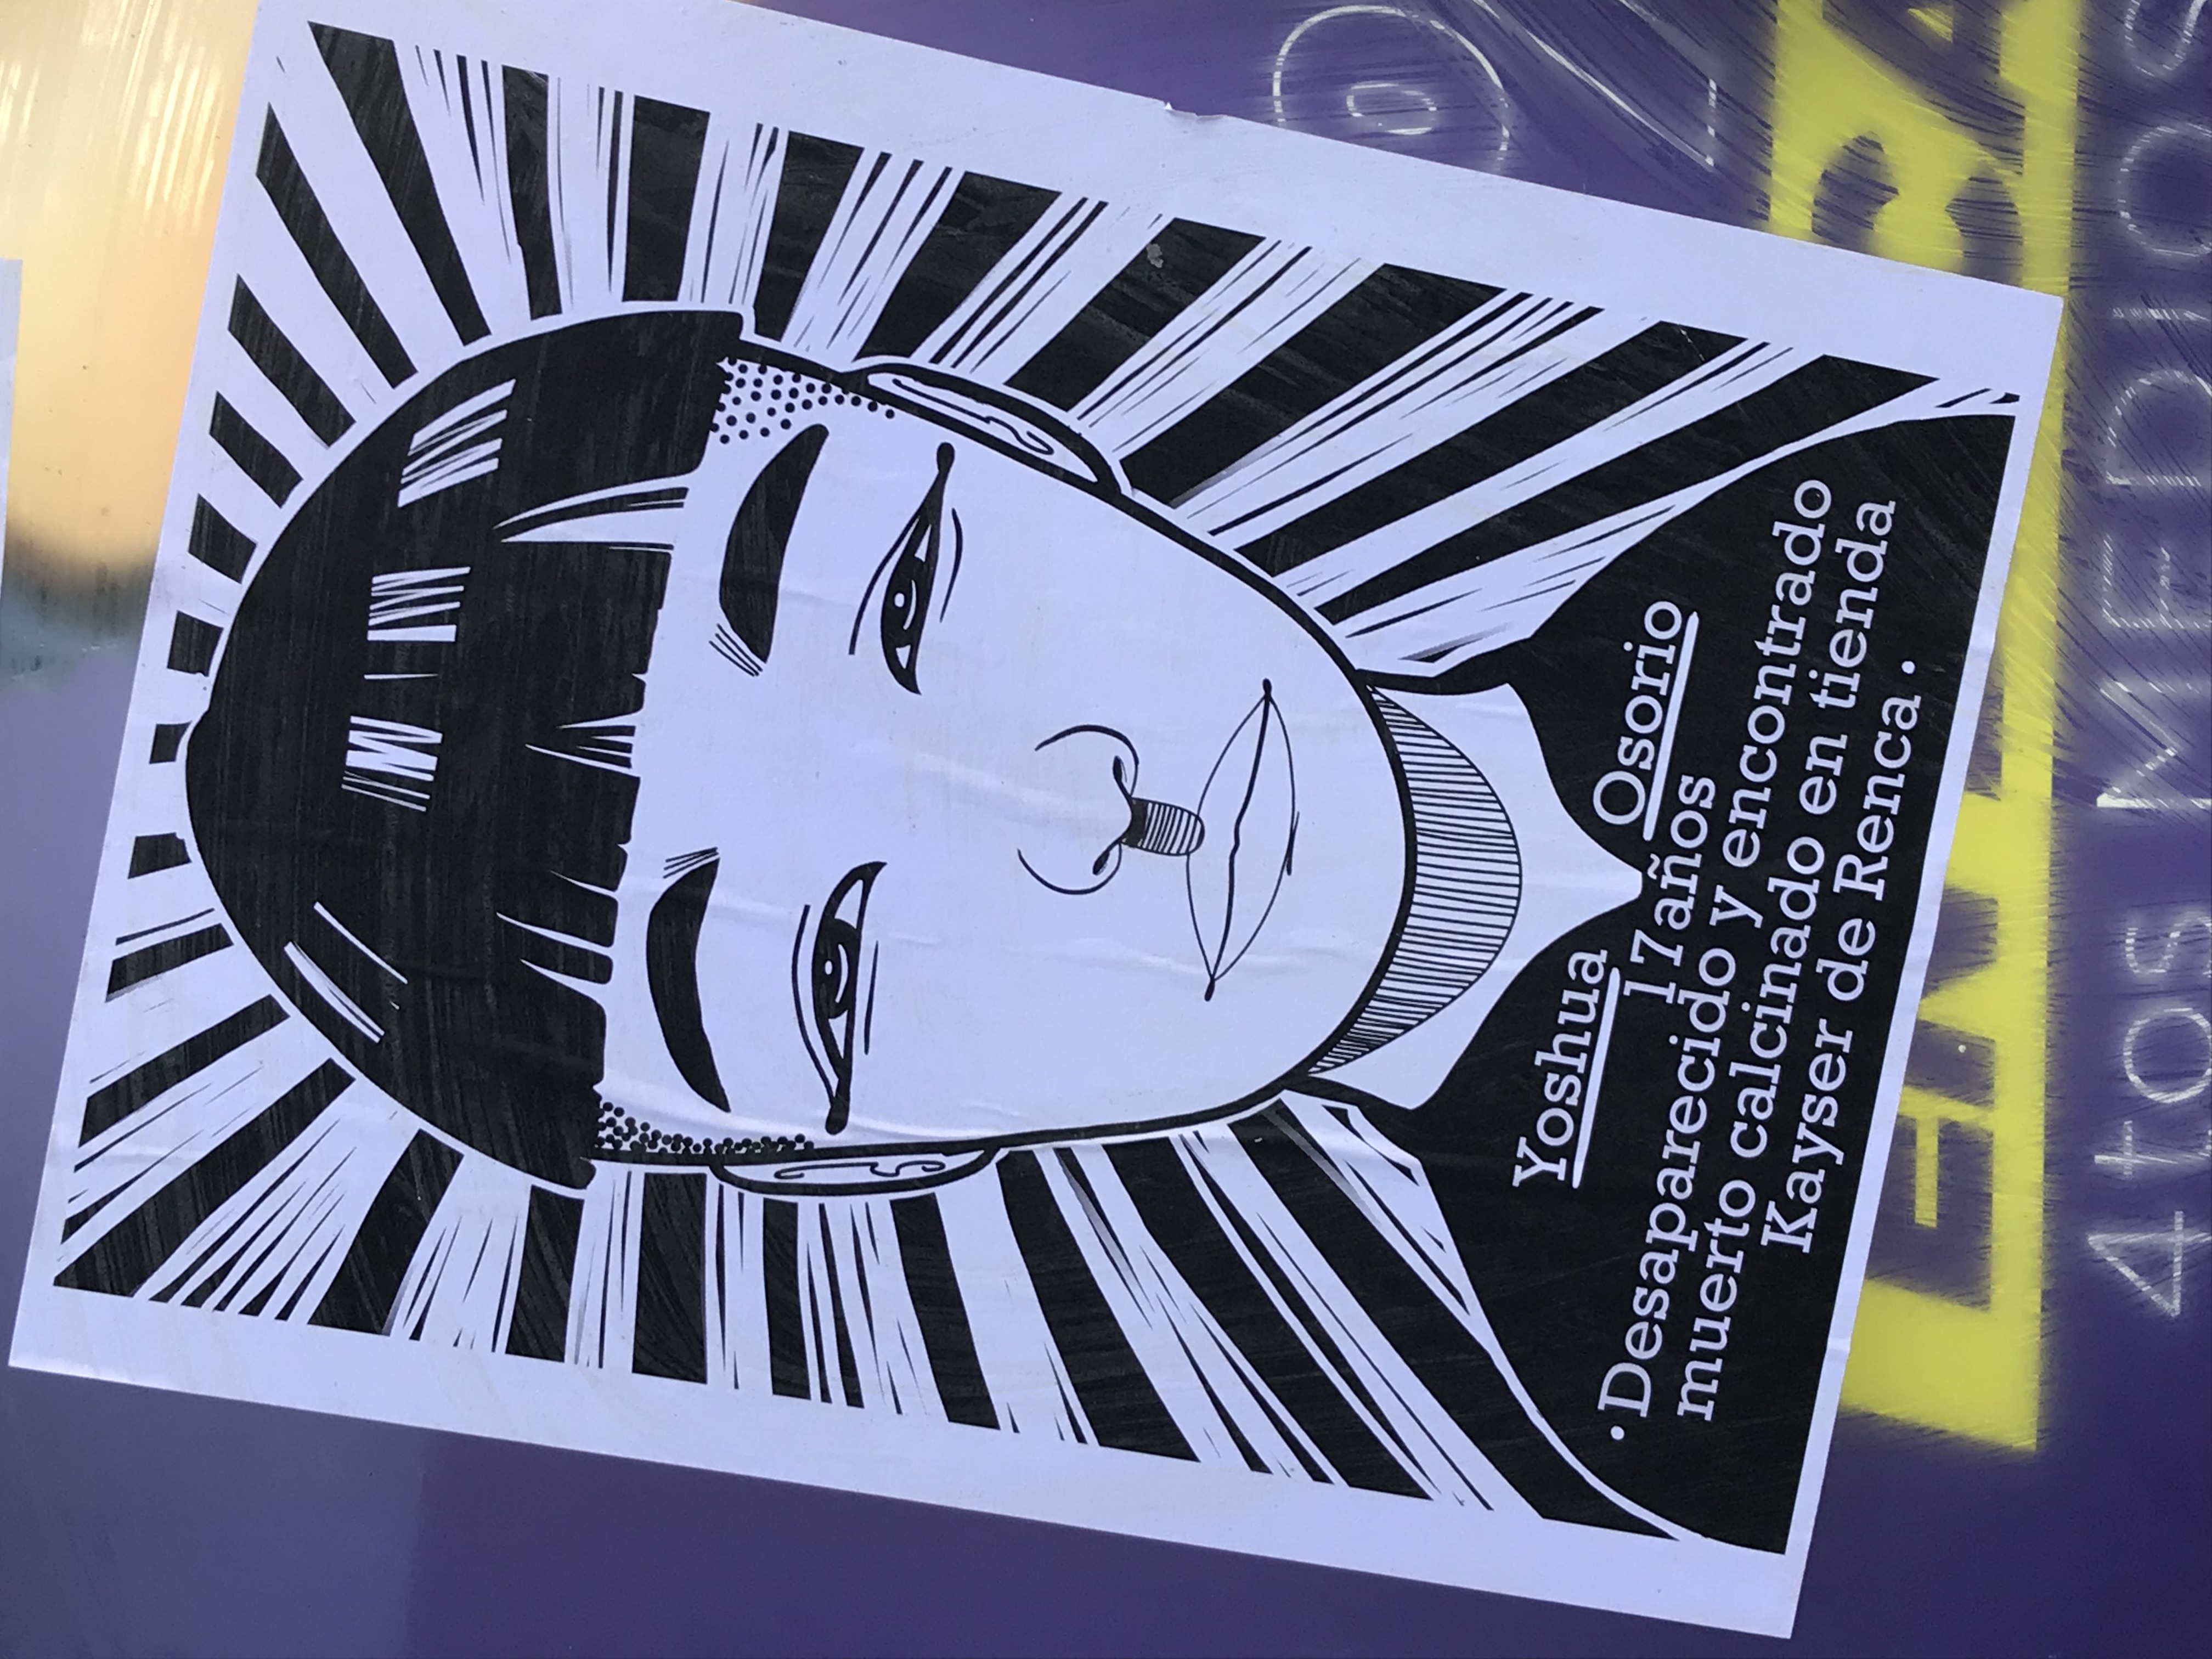 Yoshua Osorio
17años
•Desaparecido y encontrado
muerto calcinado en tienda
Kayser de Renca•
4tos MEDIOS